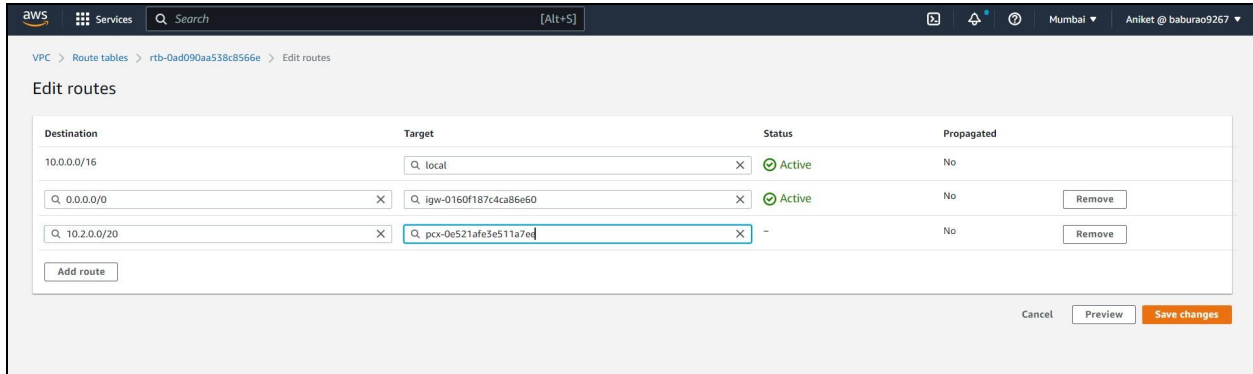 aws Services Search [Alt+S] Mumbai Aniket @ baburao9267
VPC > Route tables > rtb-0ad090aa538c8566e > Edit routes
Edit routes
Destination Target Status Propagated
10.0.0.0/16 local Active No
0.0.0.0/0 igw-0160f187c4ca86e60 Active No Remove
10.2.0.0/20 pcx-0e521afe3e511a7ee – No Remove
Add route
Cancel Preview Save changes